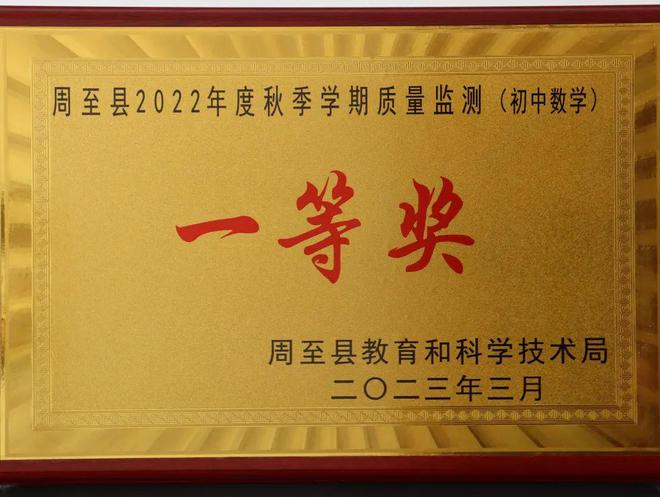 周至县2022年度秋季学期质量监测（初中数学）
一等奖
周至县教育和科学技术局
二〇二三年三月